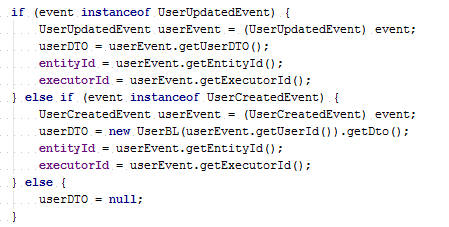 if (event instanceof UserUpdatedEvent) {
    UserUpdatedEvent userEvent = (UserUpdatedEvent) event;
    userDTO = userEvent.getUserDTO();
    entityId = userEvent.getEntityId();
    executorId = userEvent.getExecutorId();
} else if (event instanceof UserCreatedEvent) {
    UserCreatedEvent userEvent = (UserCreatedEvent) event;
    userDTO = new UserBL(userEvent.getUserId()).getDto();
    entityId = userEvent.getEntityId();
    executorId = userEvent.getExecutorId();
} else {
    userDTO = null;
}